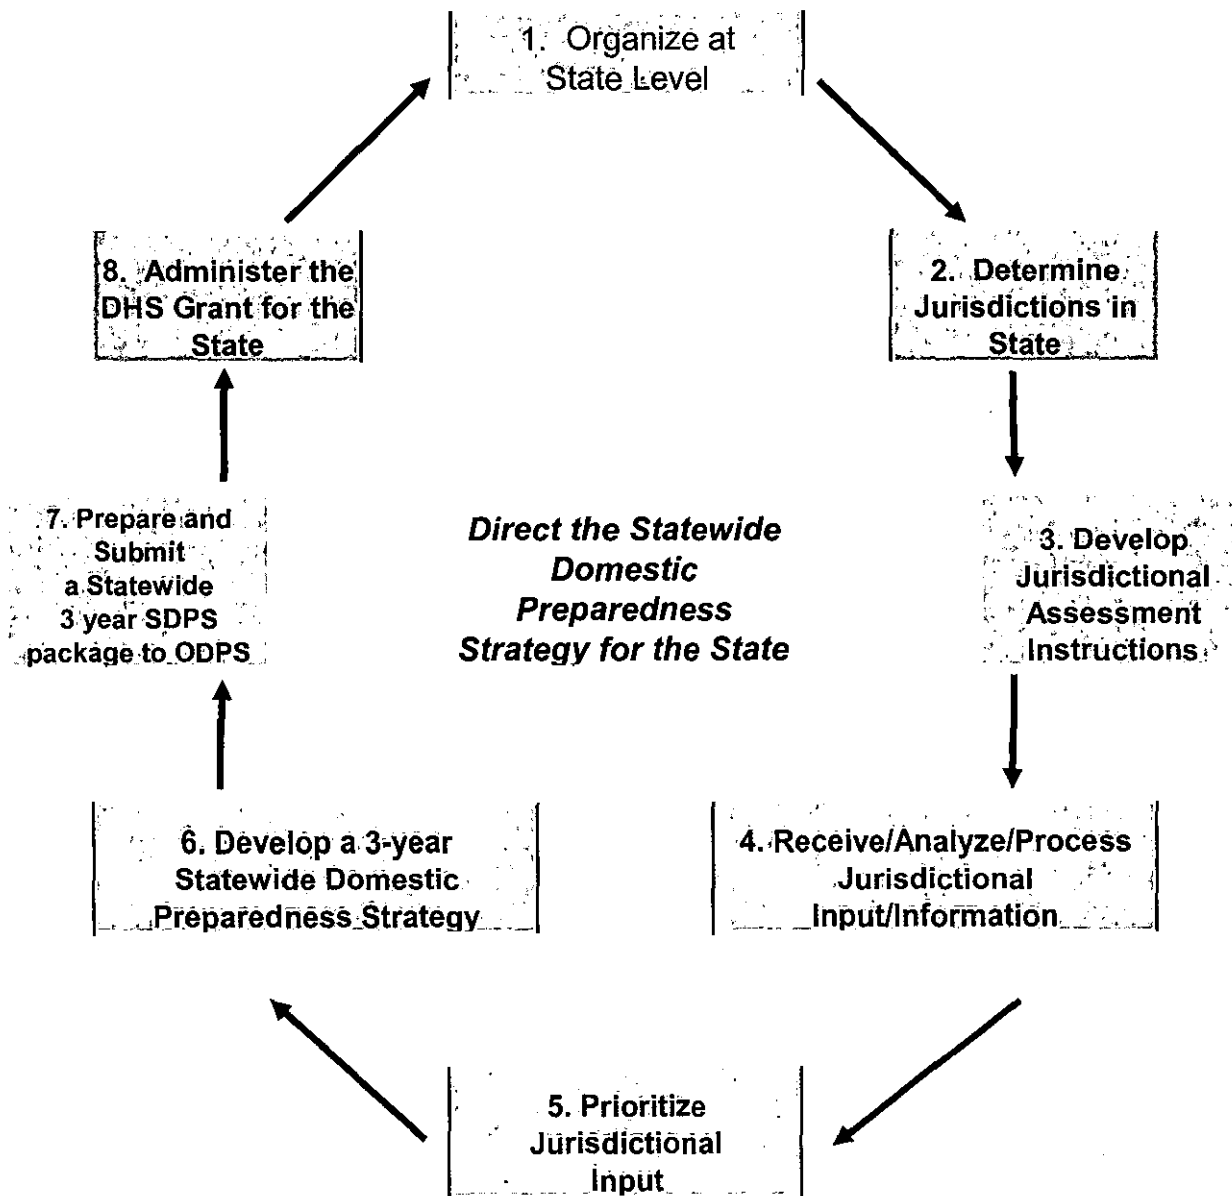 1. Organize at
State Level
2. Determine
Jurisdictions in
State
3. Develop
Jurisdictional
Assessment
Instructions
4. Receive/Analyze/Process
Jurisdictional
Input/Information
5. Prioritize
Jurisdictional
Input
6. Develop a 3-year
Statewide Domestic
Preparedness Strategy
7. Prepare and
Submit
a Statewide
3 year SDPS
package to ODPS
8. Administer the
DHS Grant for the
State
Direct the Statewide
Domestic
Preparedness
Strategy for the State